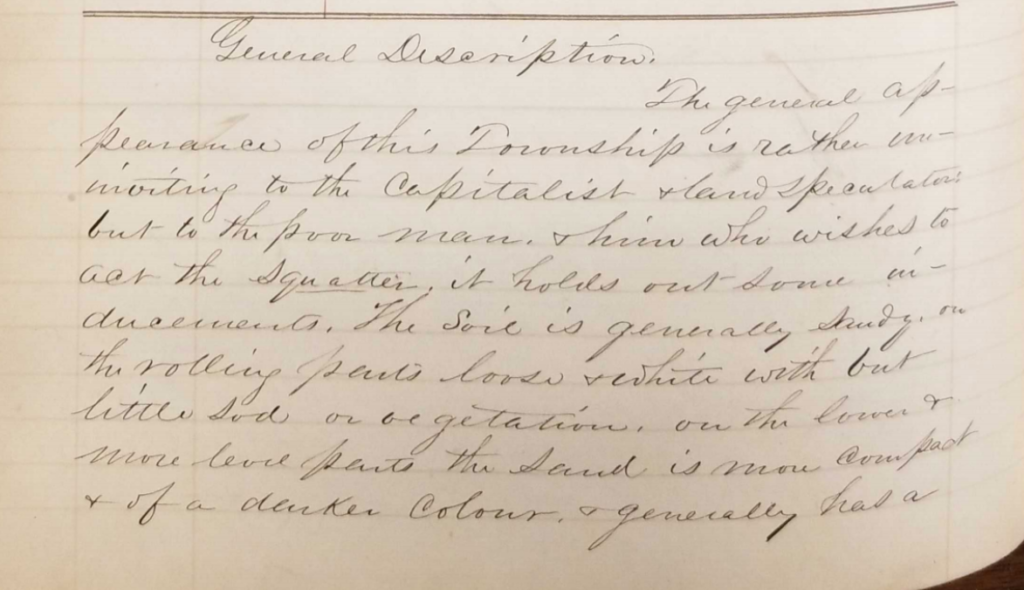 General Description.
The general ap-
pearance of this Township is rather un-
inviting to the Capitalist & land speculator
but to the poor man. & him who wishes to
act the squatter, it holds out some in-
ducements. The Soil is generally sandy. on
the rolling parts loose & white with but
little sod or vegetation. on the lower &
more level parts the sand is more compact
& of a darker Colour. & generally has a